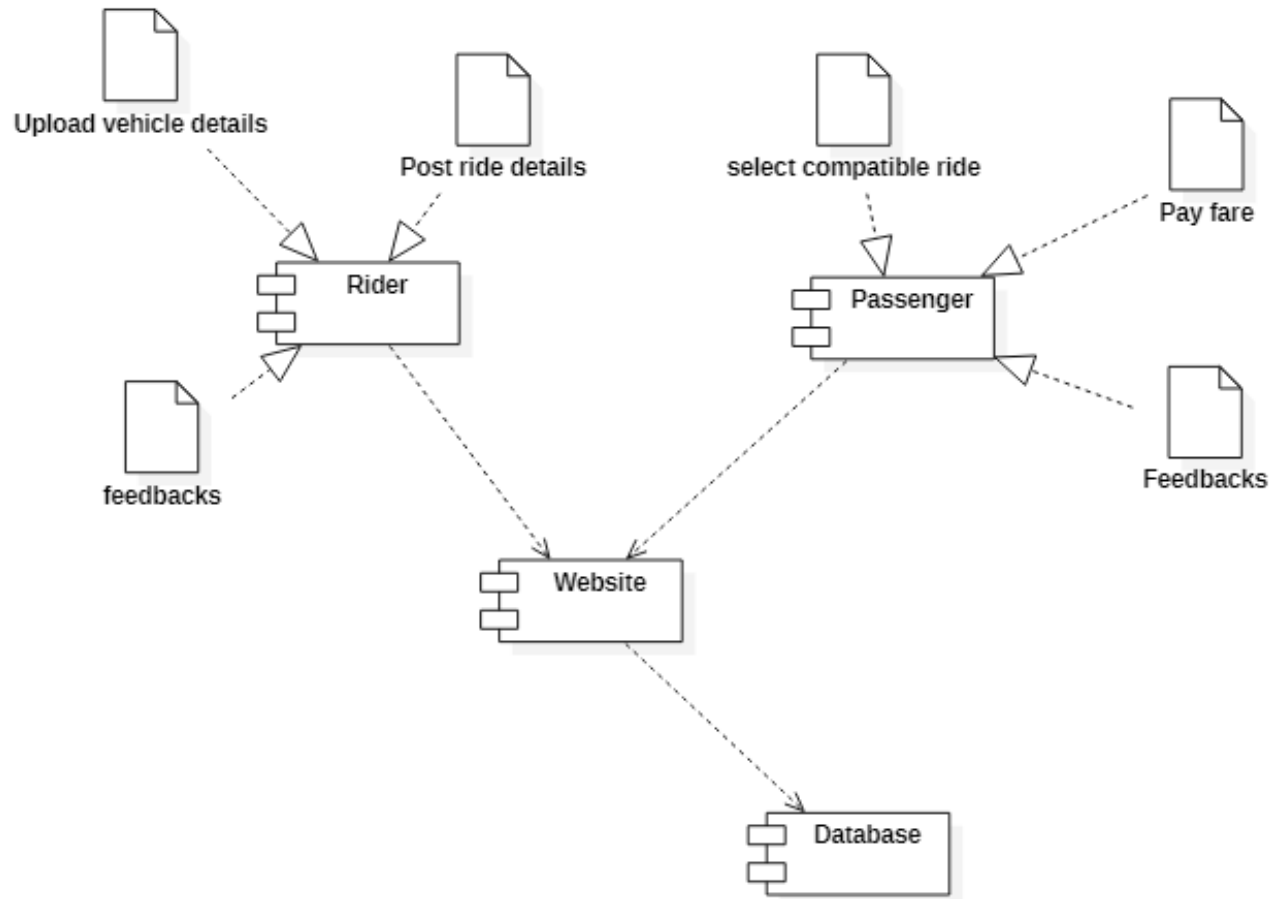 Upload vehicle details
Post ride details
select compatible ride
Pay fare
Rider
Passenger
feedbacks
Feedbacks
Website
Database